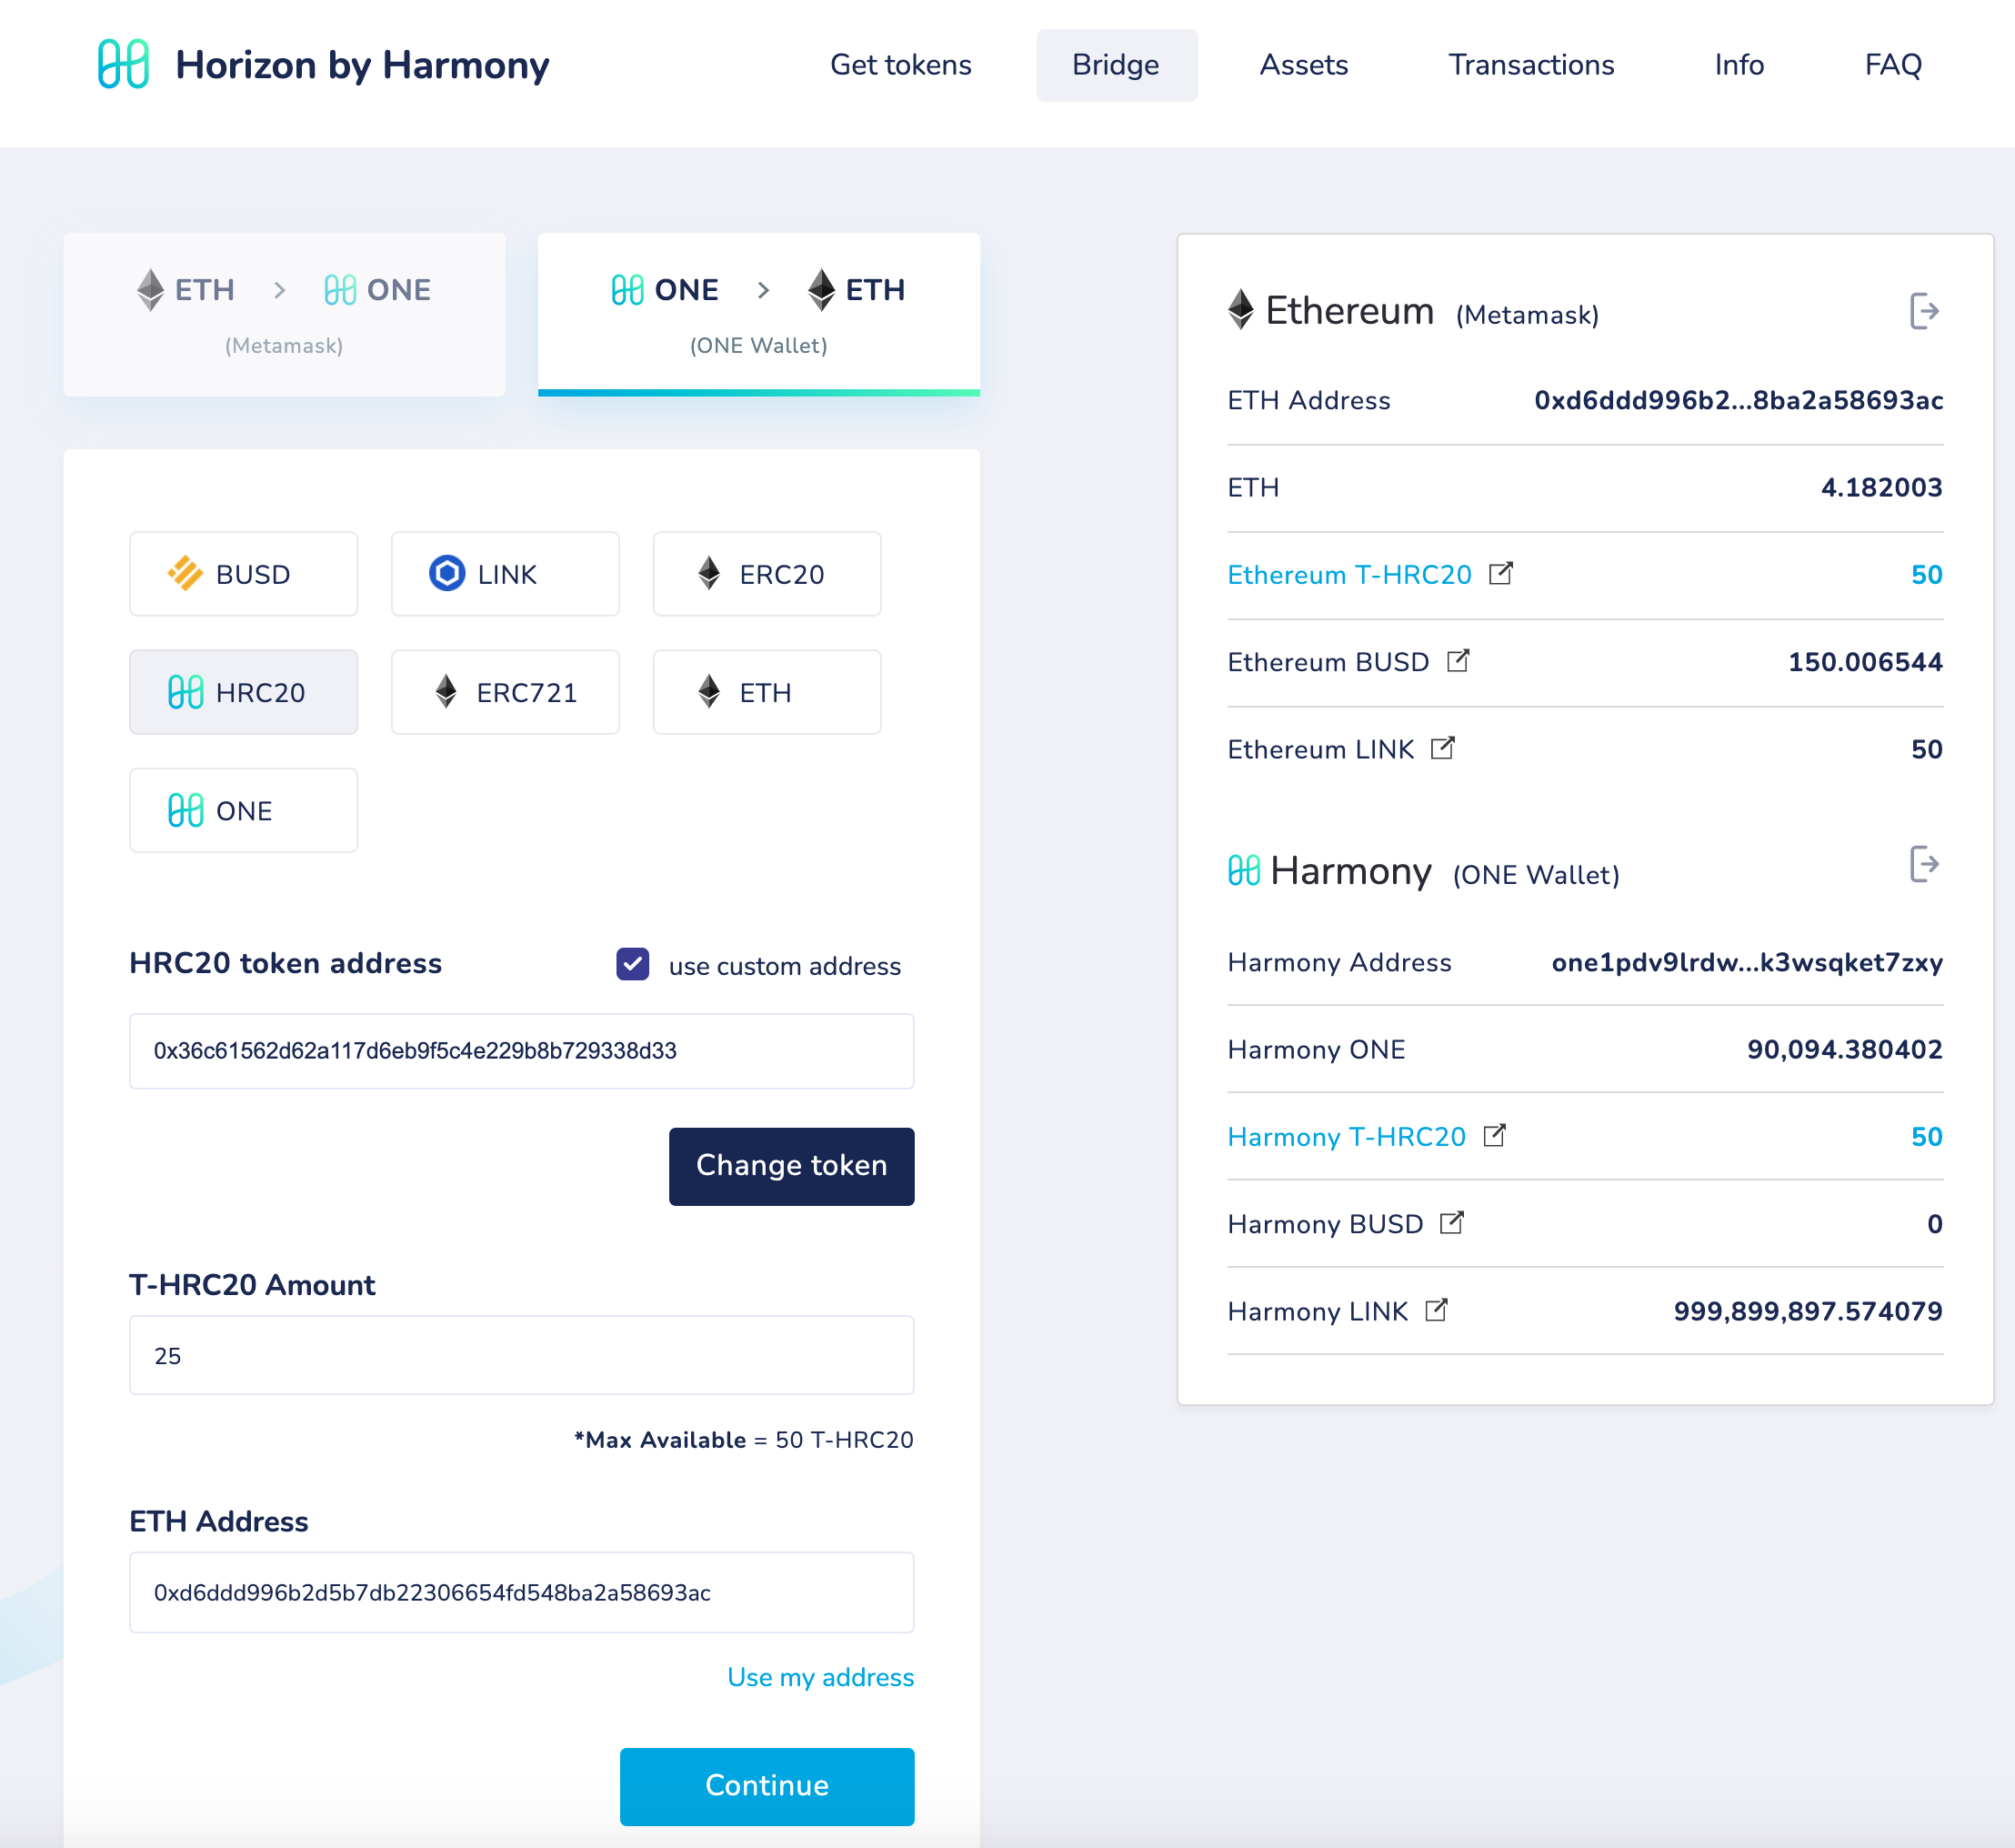 Horizon by Harmony
Get tokens
Bridge
Assets
Transactions
Info
FAQ
ETH > ONE
(Metamask)
ONE > ETH
(ONE Wallet)
BUSD
LINK
ERC20
HRC20
ERC721
ETH
ONE
HRC20 token address
use custom address
0x36c61562d62a117d6eb9f5c4e229b8b729338d33
Change token
T-HRC20 Amount
25
*Max Available = 50 T-HRC20
ETH Address
0xd6ddd996b2d5b7db22306654fd548ba2a58693ac
Use my address
Continue
Ethereum (Metamask)
ETH Address 0xd6ddd996b2...8ba2a58693ac
ETH 4.182003
Ethereum T-HRC20 50
Ethereum BUSD 150.006544
Ethereum LINK 50
Harmony (ONE Wallet)
Harmony Address one1pdv9lrdw...k3wsqket7zxy
Harmony ONE 90,094.380402
Harmony T-HRC20 50
Harmony BUSD 0
Harmony LINK 999,899,897.574079